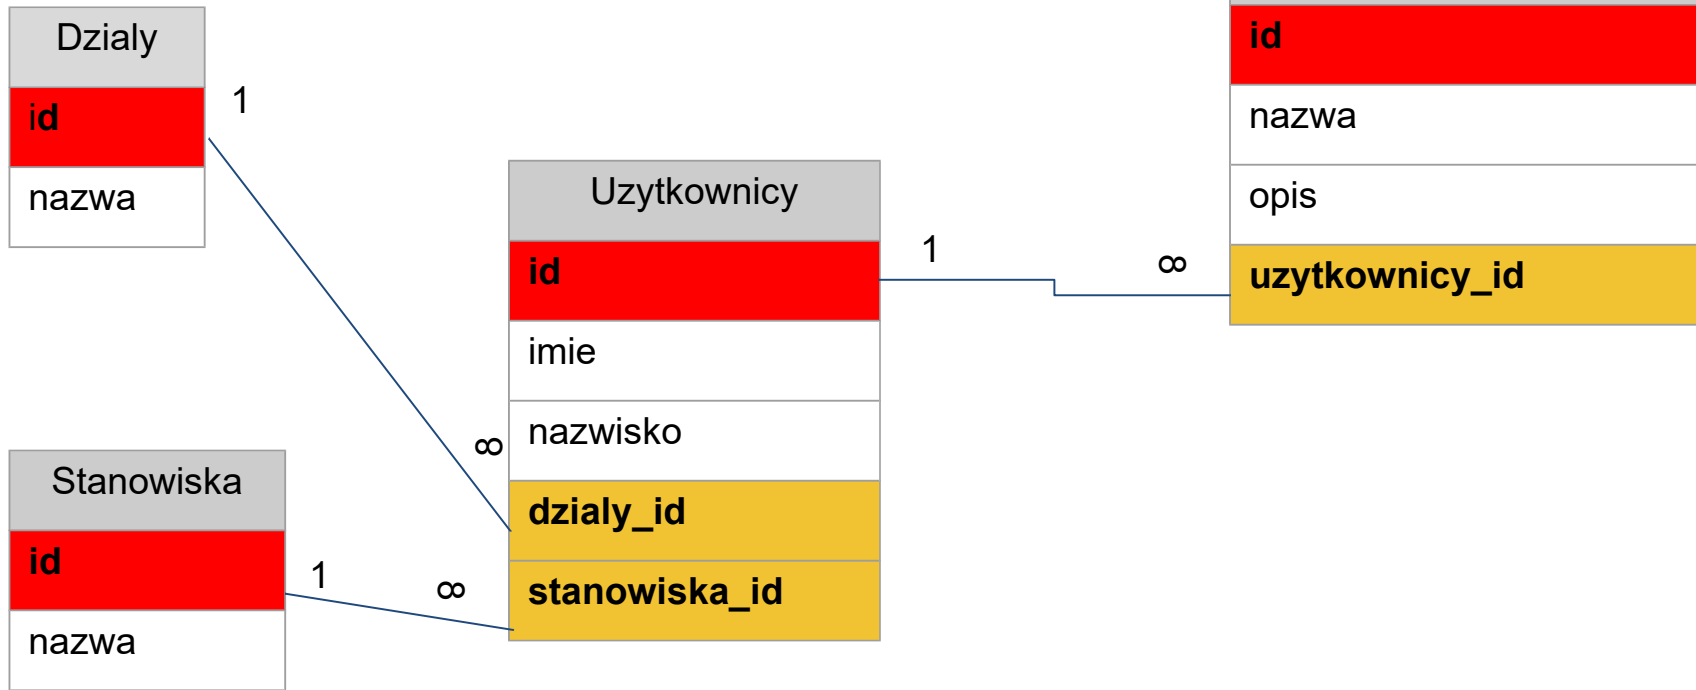 Dzialy
id
nazwa
1
Stanowiska
id
nazwa
1
∞
∞
Uzytkownicy
id
imie
nazwisko
dzialy_id
stanowiska_id
1
∞
id
nazwa
opis
uzytkownicy_id